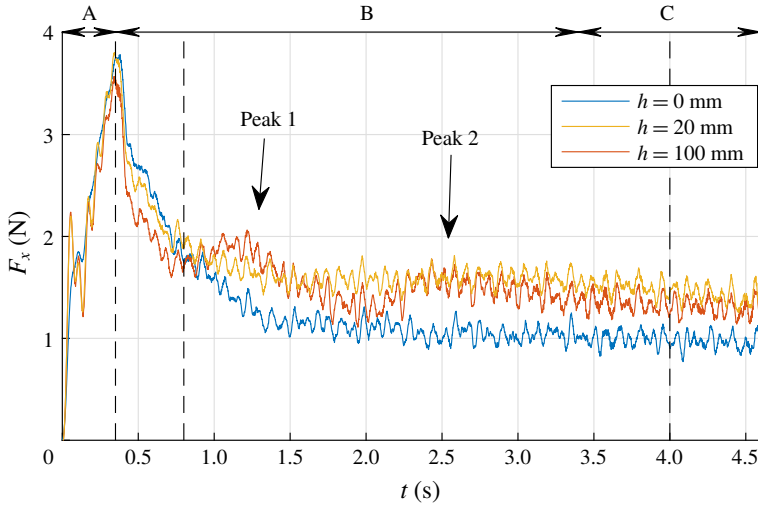 A B C
4
3
2
1
0
F_x (N)
Peak 1
Peak 2
h = 0 mm
h = 20 mm
h = 100 mm
0.5 1.0 1.5 2.0 2.5 3.0 3.5 4.0 4.5
t (s)